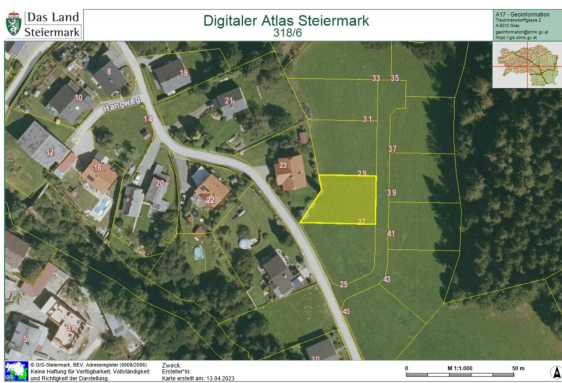 Das Land
Steiermark
Digitaler Atlas Steiermark
318/6
A17 - Geoinformation
Trauttmansdorffgasse 2
A-8010 Graz
geoinformation@stmk.gv.at
https://gis.stmk.gv.at
8
19
33
35
10
21
Hangweg
14
31
12
37
16
23
29
20
22
39
27
41
25
43
45
5
30
© GIS-Steiermark, BEV, Adressregister (6008/2006)
Keine Haftung für Verfügbarkeit, Vollständigkeit
und Richtigkeit der Darstellung.
Zweck:
Ersteller*in:
Karte erstellt am: 13.04.2023
0
M 1:1.000
50 m